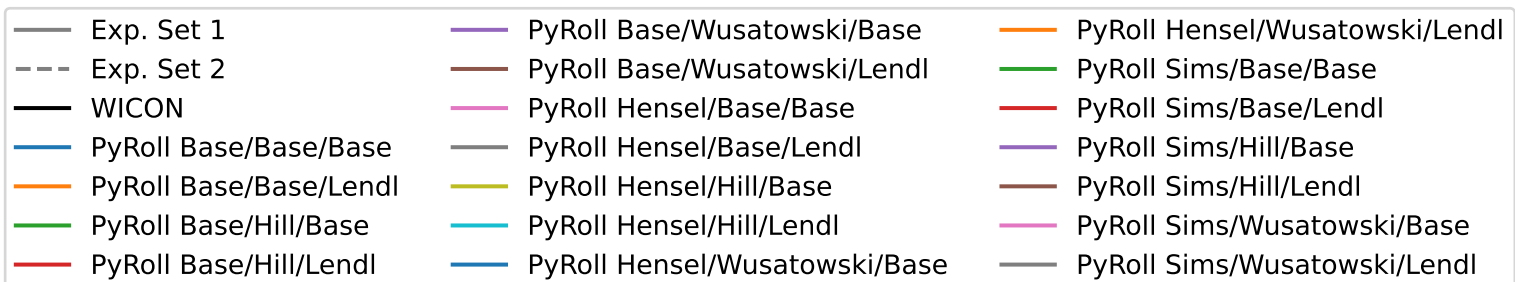 Exp. Set 1
Exp. Set 2
WICON
PyRoll Base/Base/Base
PyRoll Base/Base/Lendl
PyRoll Base/Hill/Base
PyRoll Base/Hill/Lendl
PyRoll Base/Wusatowski/Base
PyRoll Base/Wusatowski/Lendl
PyRoll Hensel/Base/Base
PyRoll Hensel/Base/Lendl
PyRoll Hensel/Hill/Base
PyRoll Hensel/Hill/Lendl
PyRoll Hensel/Wusatowski/Base
PyRoll Hensel/Wusatowski/Lendl
PyRoll Sims/Base/Base
PyRoll Sims/Base/Lendl
PyRoll Sims/Hill/Base
PyRoll Sims/Hill/Lendl
PyRoll Sims/Wusatowski/Base
PyRoll Sims/Wusatowski/Lendl